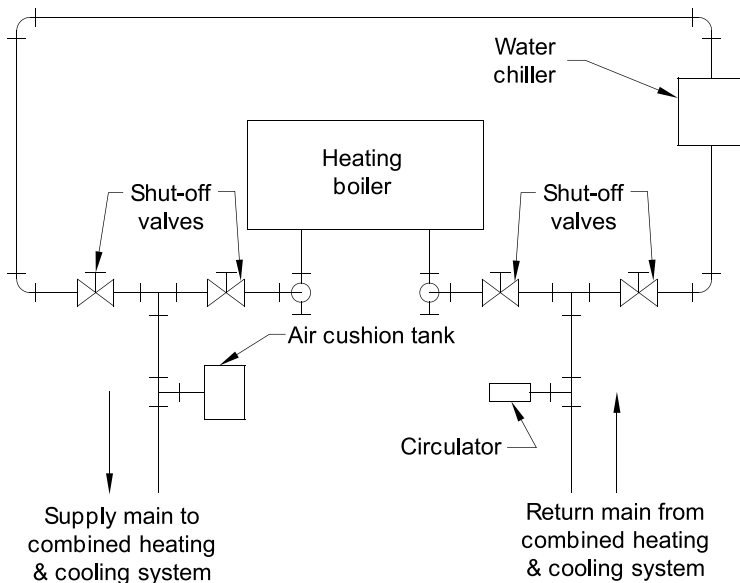 Water
chiller
Heating
boiler
Shut-off
valves
Shut-off
valves
Air cushion tank
Circulator
Supply main to
combined heating
& cooling system
Return main from
combined heating
& cooling system